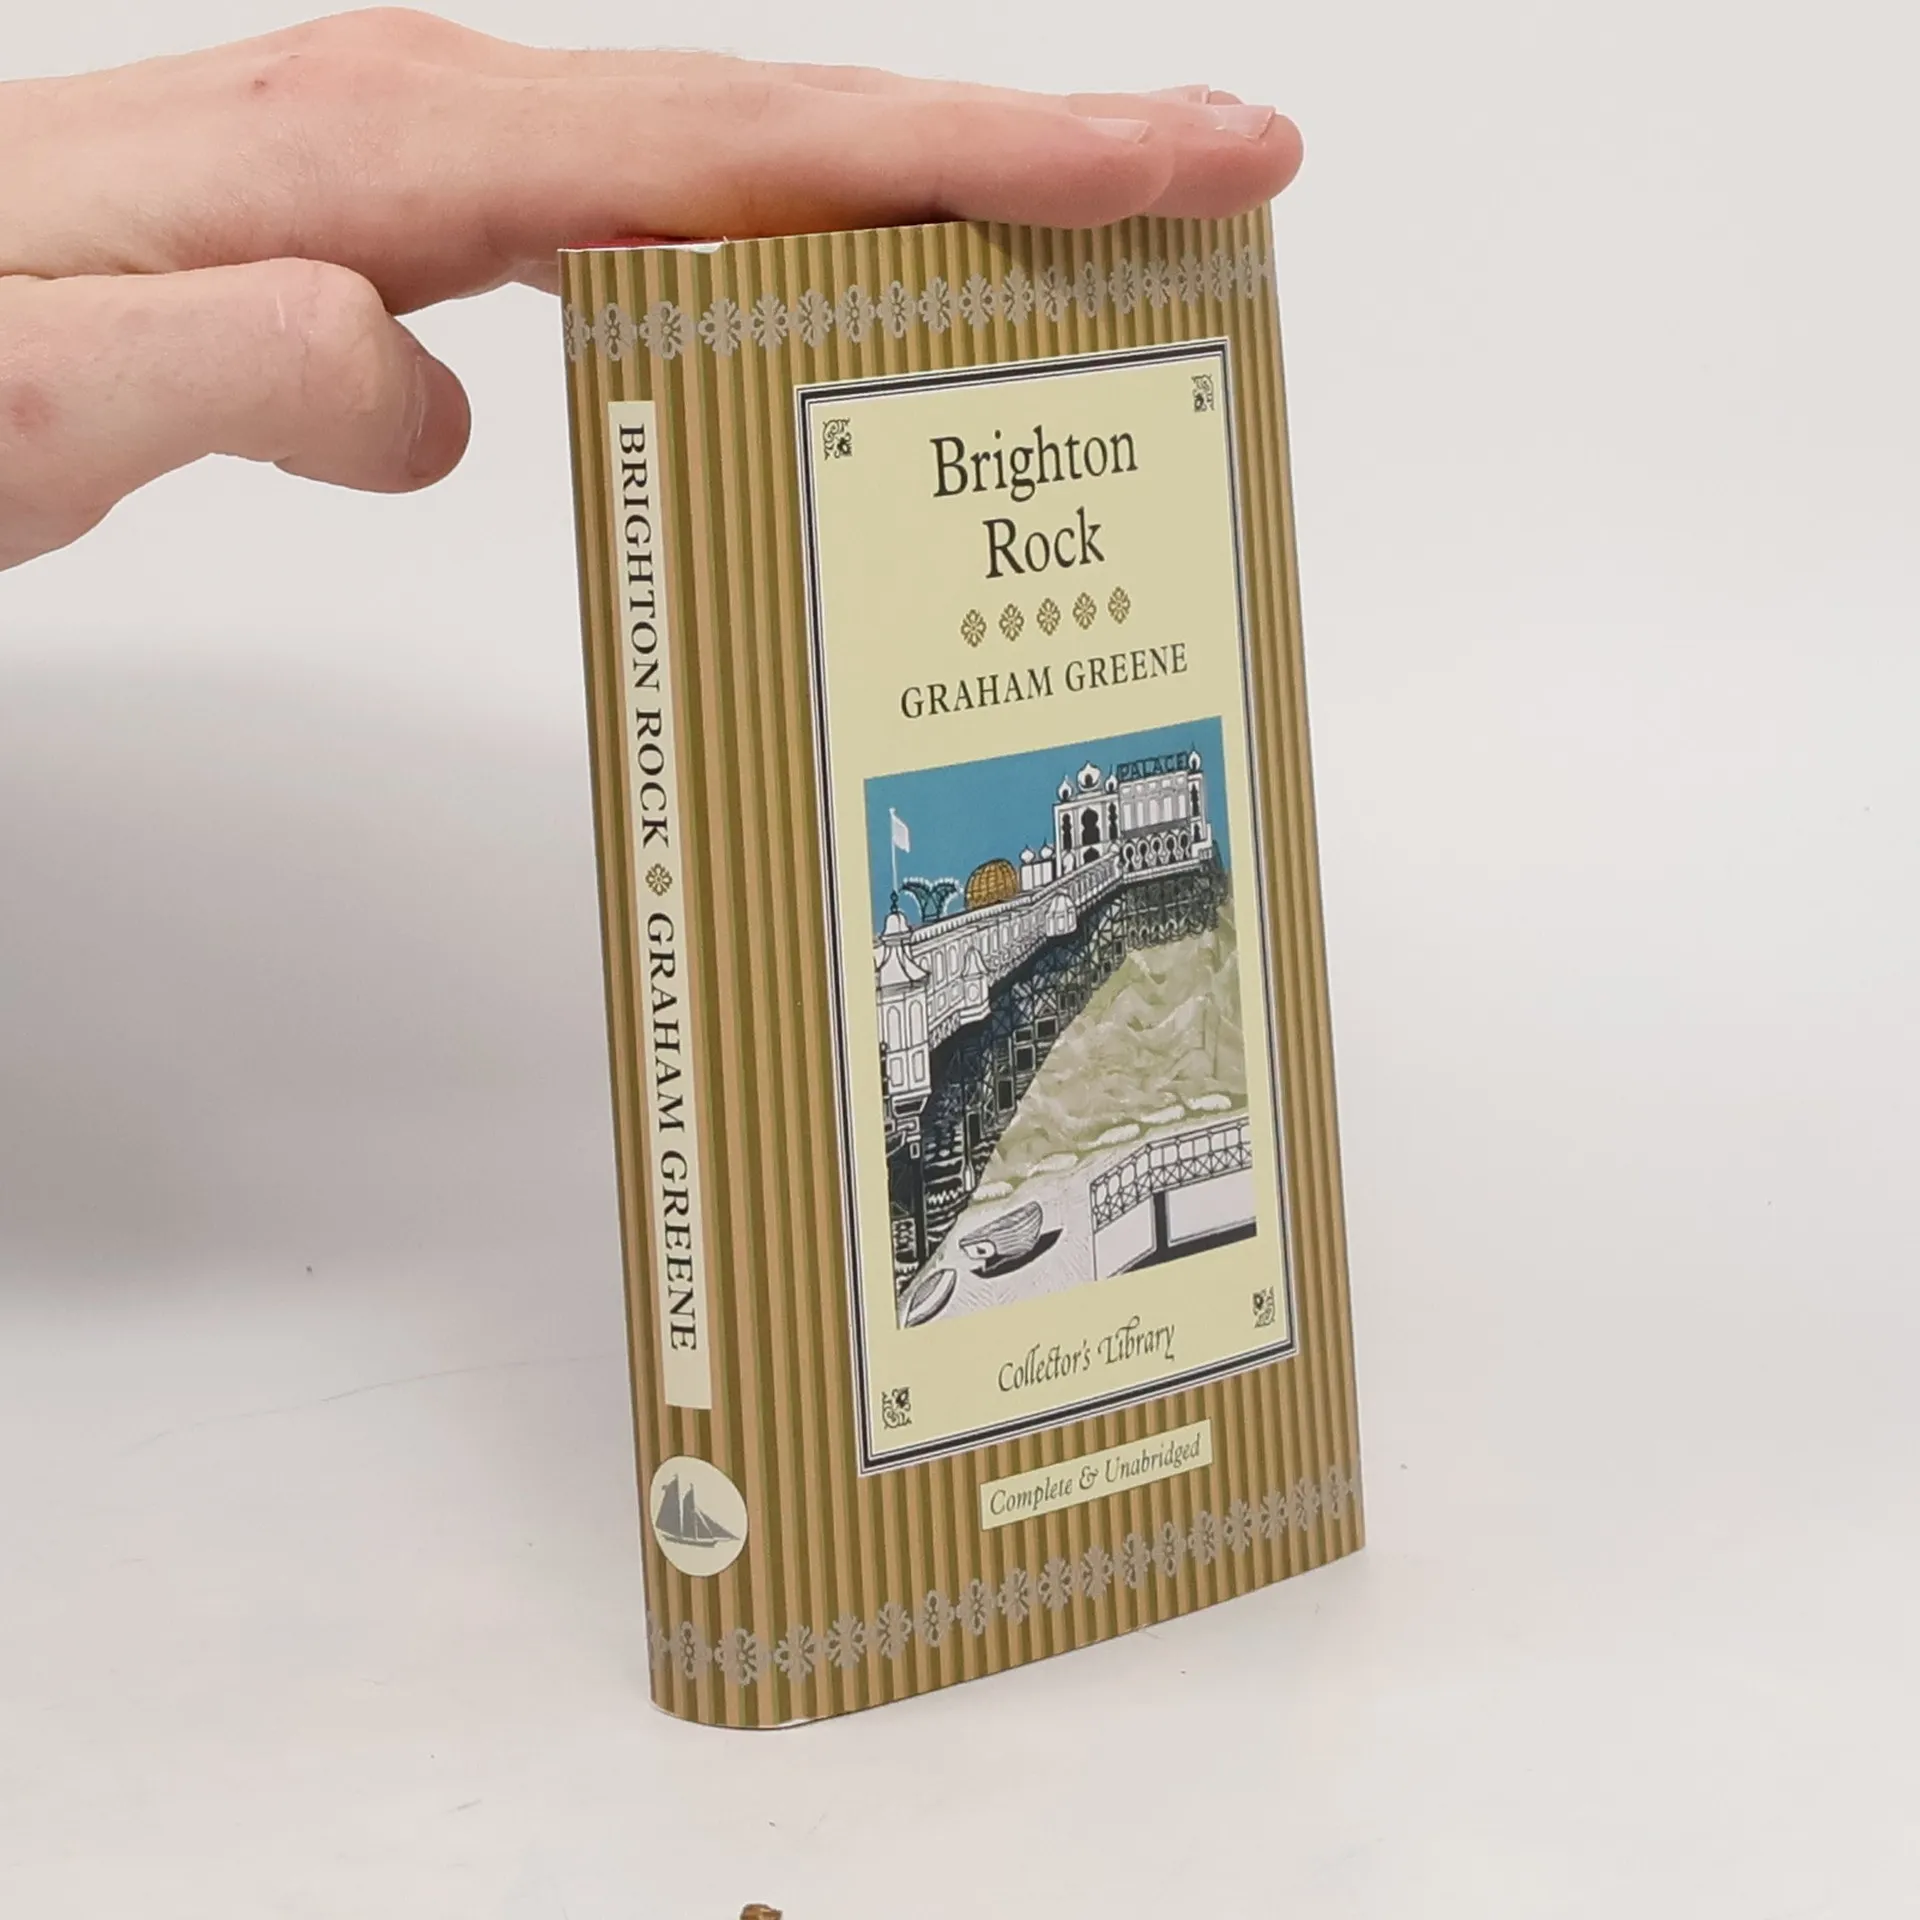 BRIGHTON ROCK GRAHAM GREENE
Brighton
Rock
GRAHAM GREENE
PALACE
Collector's Library
Complete & Unabridged